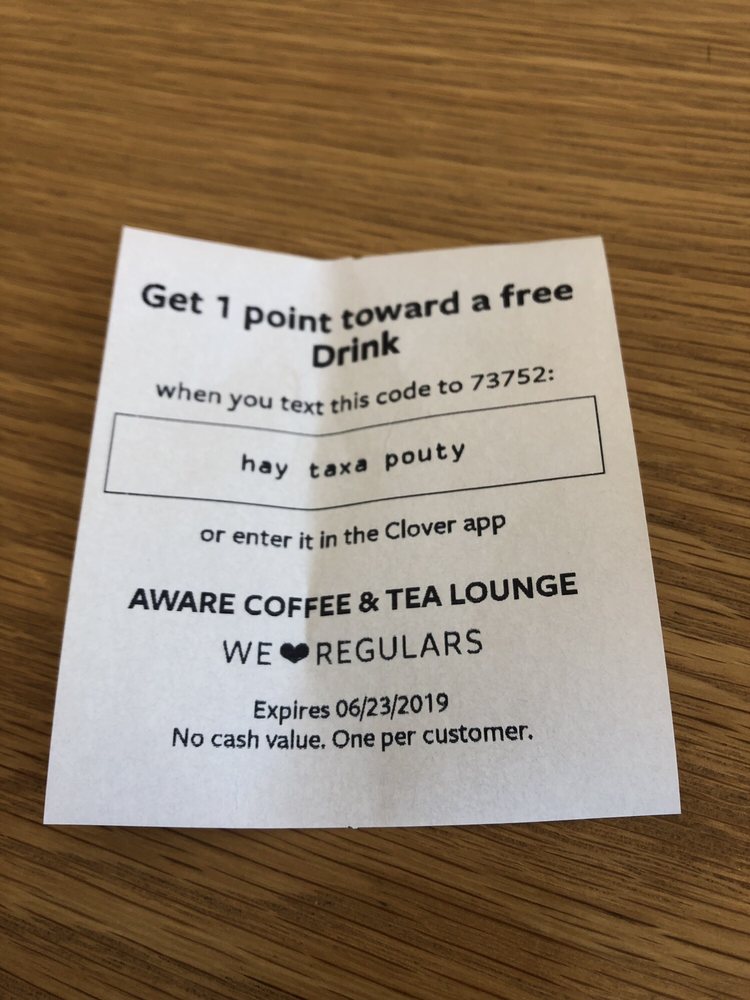 Get 1 point toward a free
Drink
when you text this code to 73752:
hay taxa pouty
or enter it in the Clover app
AWARE COFFEE & TEA LOUNGE
WE ❤ REGULARS
Expires 06/23/2019
No cash value. One per customer.